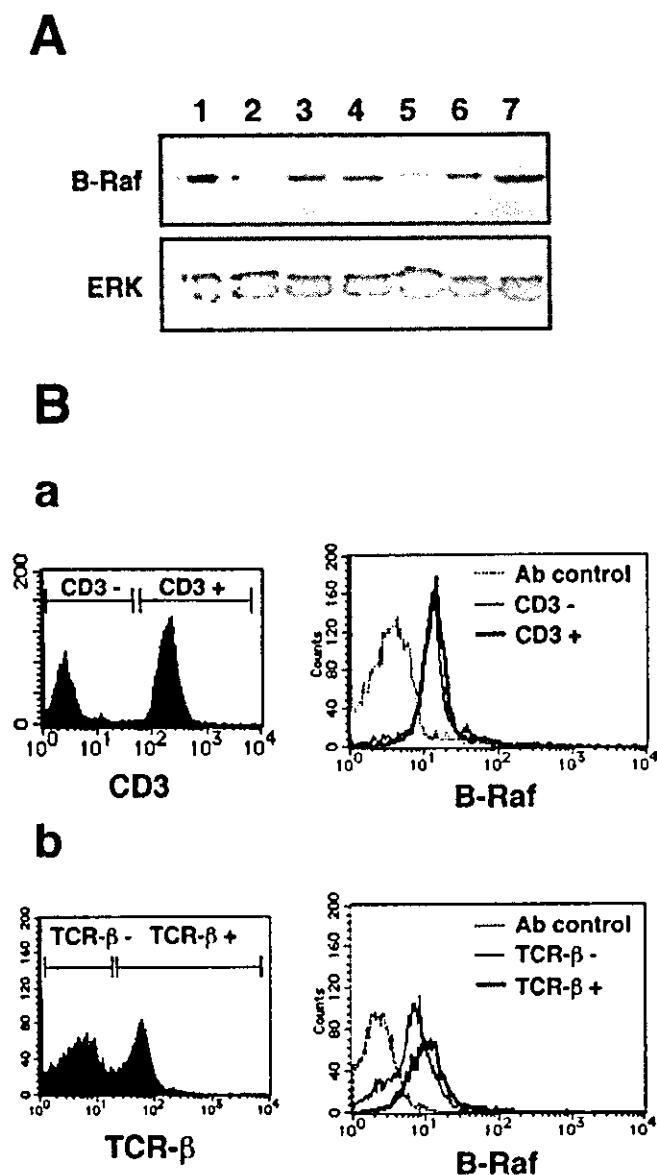 A
1 2 3 4 5 6 7
B-Raf
ERK
B
a
200
0
CD3 - CD3 +
10^0 10^1 10^2 10^3 10^4
CD3
200
160
120
80
40
0
Counts
Ab control
CD3 -
CD3 +
10^0 10^1 10^2 10^3 10^4
B-Raf
b
200
160
120
80
40
0
TCR-β - TCR-β +
10^0 10^1 10^2 10^3 10^4
TCR-β
200
160
120
80
40
0
Counts
Ab control
TCR-β -
TCR-β +
10^0 10^1 10^2 10^3 10^4
B-Raf